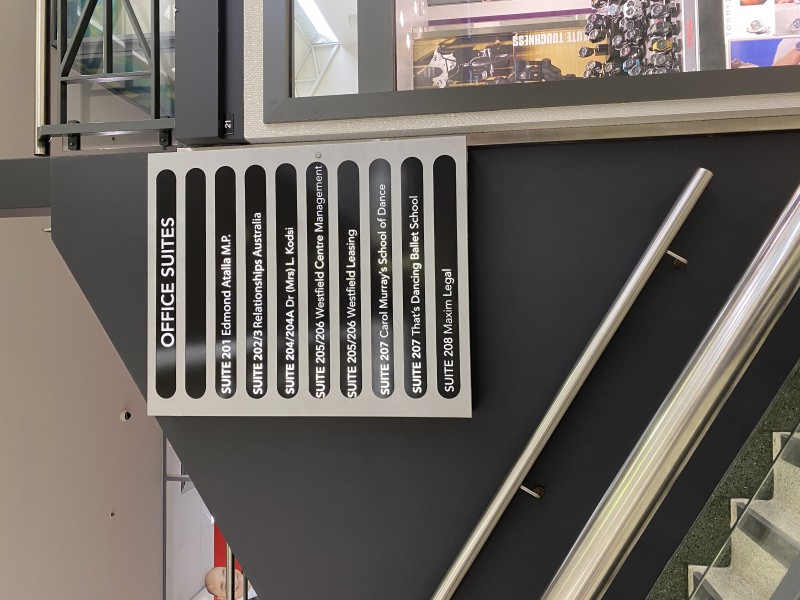 OFFICE SUITES
SUITE 201 Edmond Atalla M.P.
SUITE 202/3 Relationships Australia
SUITE 204/204A Dr (Mrs) L. Kodsi
SUITE 205/206 Westfield Centre Management
SUITE 205/206 Westfield Leasing
SUITE 207 Carol Murray's School of Dance
SUITE 207 That's Dancing Ballet School
SUITE 208 Maxim Legal
21
TOUGHNESS